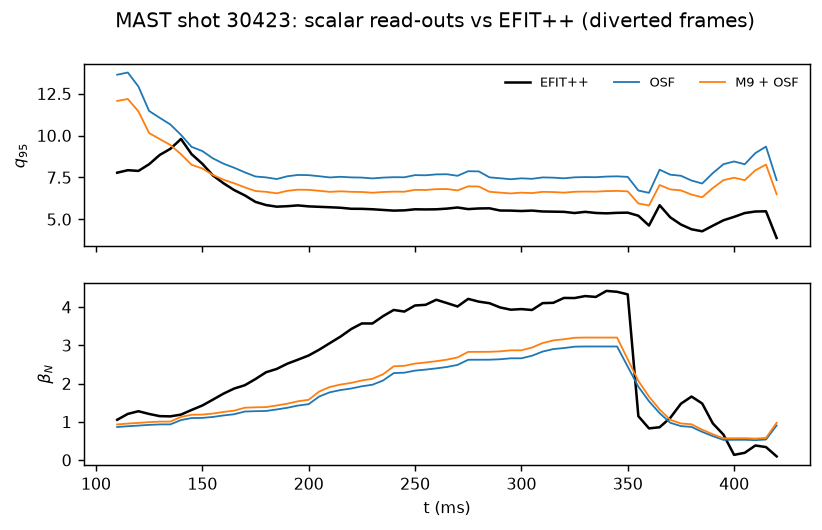 MAST shot 30423: scalar read-outs vs EFIT++ (diverted frames)
EFIT++ OSF M9 + OSF
q95
12.5
10.0
7.5
5.0
βN
4
3
2
1
0
100 150 200 250 300 350 400
t (ms)